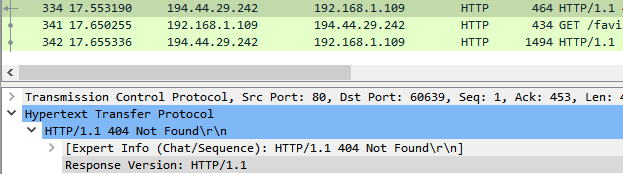 334 17.553190 194.44.29.242 192.168.1.109 HTTP 464 HTTP/1.1
341 17.650255 192.168.1.109 194.44.29.242 HTTP 434 GET /favi
342 17.655336 194.44.29.242 192.168.1.109 HTTP 1494 HTTP/1.1
Transmission Control Protocol, Src Port: 80, Dst Port: 60639, Seq: 1, Ack: 453, Len:
Hypertext Transfer Protocol
HTTP/1.1 404 Not Found\r\n
[Expert Info (Chat/Sequence): HTTP/1.1 404 Not Found\r\n]
Response Version: HTTP/1.1